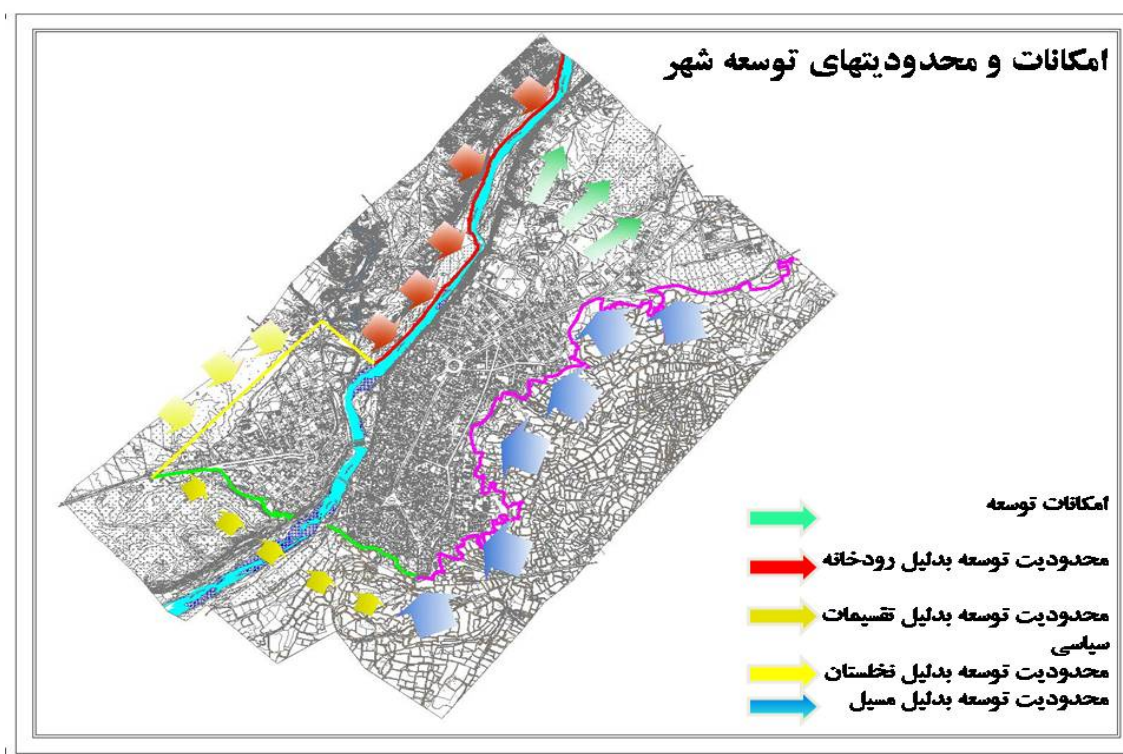 امکانات و محدودیتهای توسعه شهر
امکانات توسعه
محدودیت توسعه بدلیل رودخانه
محدودیت توسعه بدلیل تقسیمات
سیاسی
محدودیت توسعه بدلیل نخلستان
محدودیت توسعه بدلیل مسیل